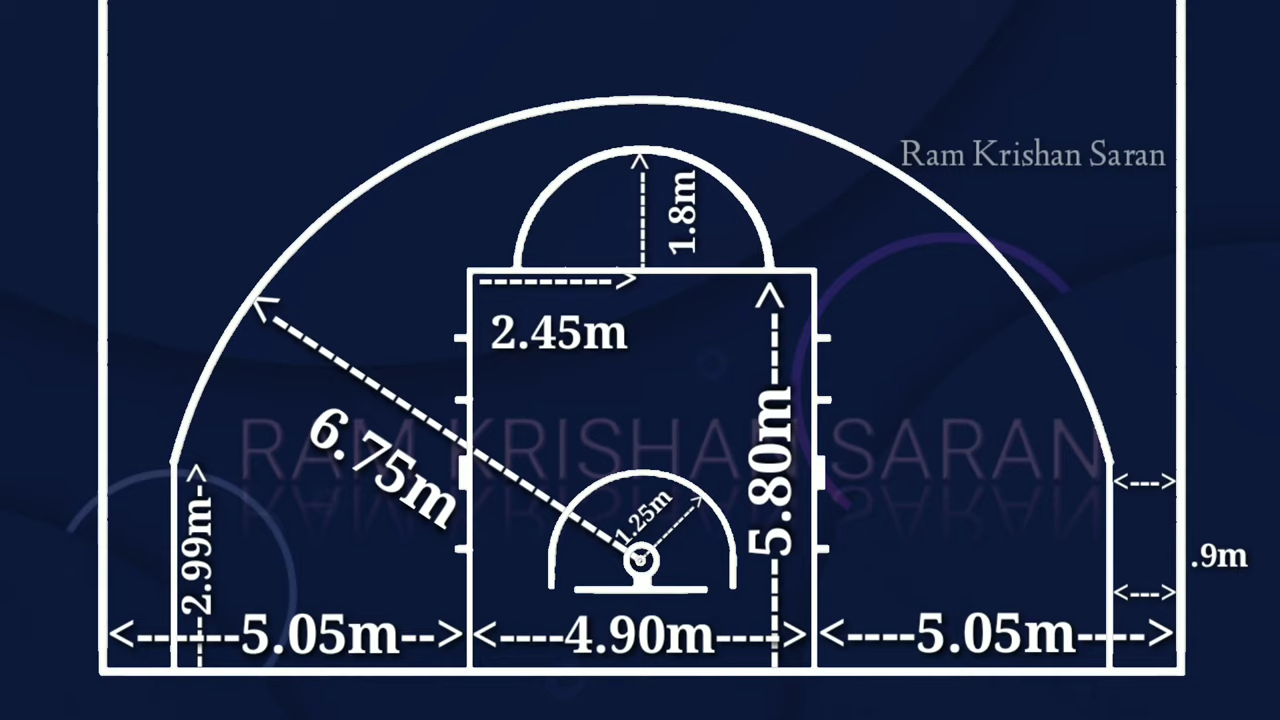 Ram Krishan Saran
1.8m
2.45m
6.75m
RAM KRISHAN SARAN
5.80m
1.25m
2.99m
.9m
5.05m
4.90m
5.05m